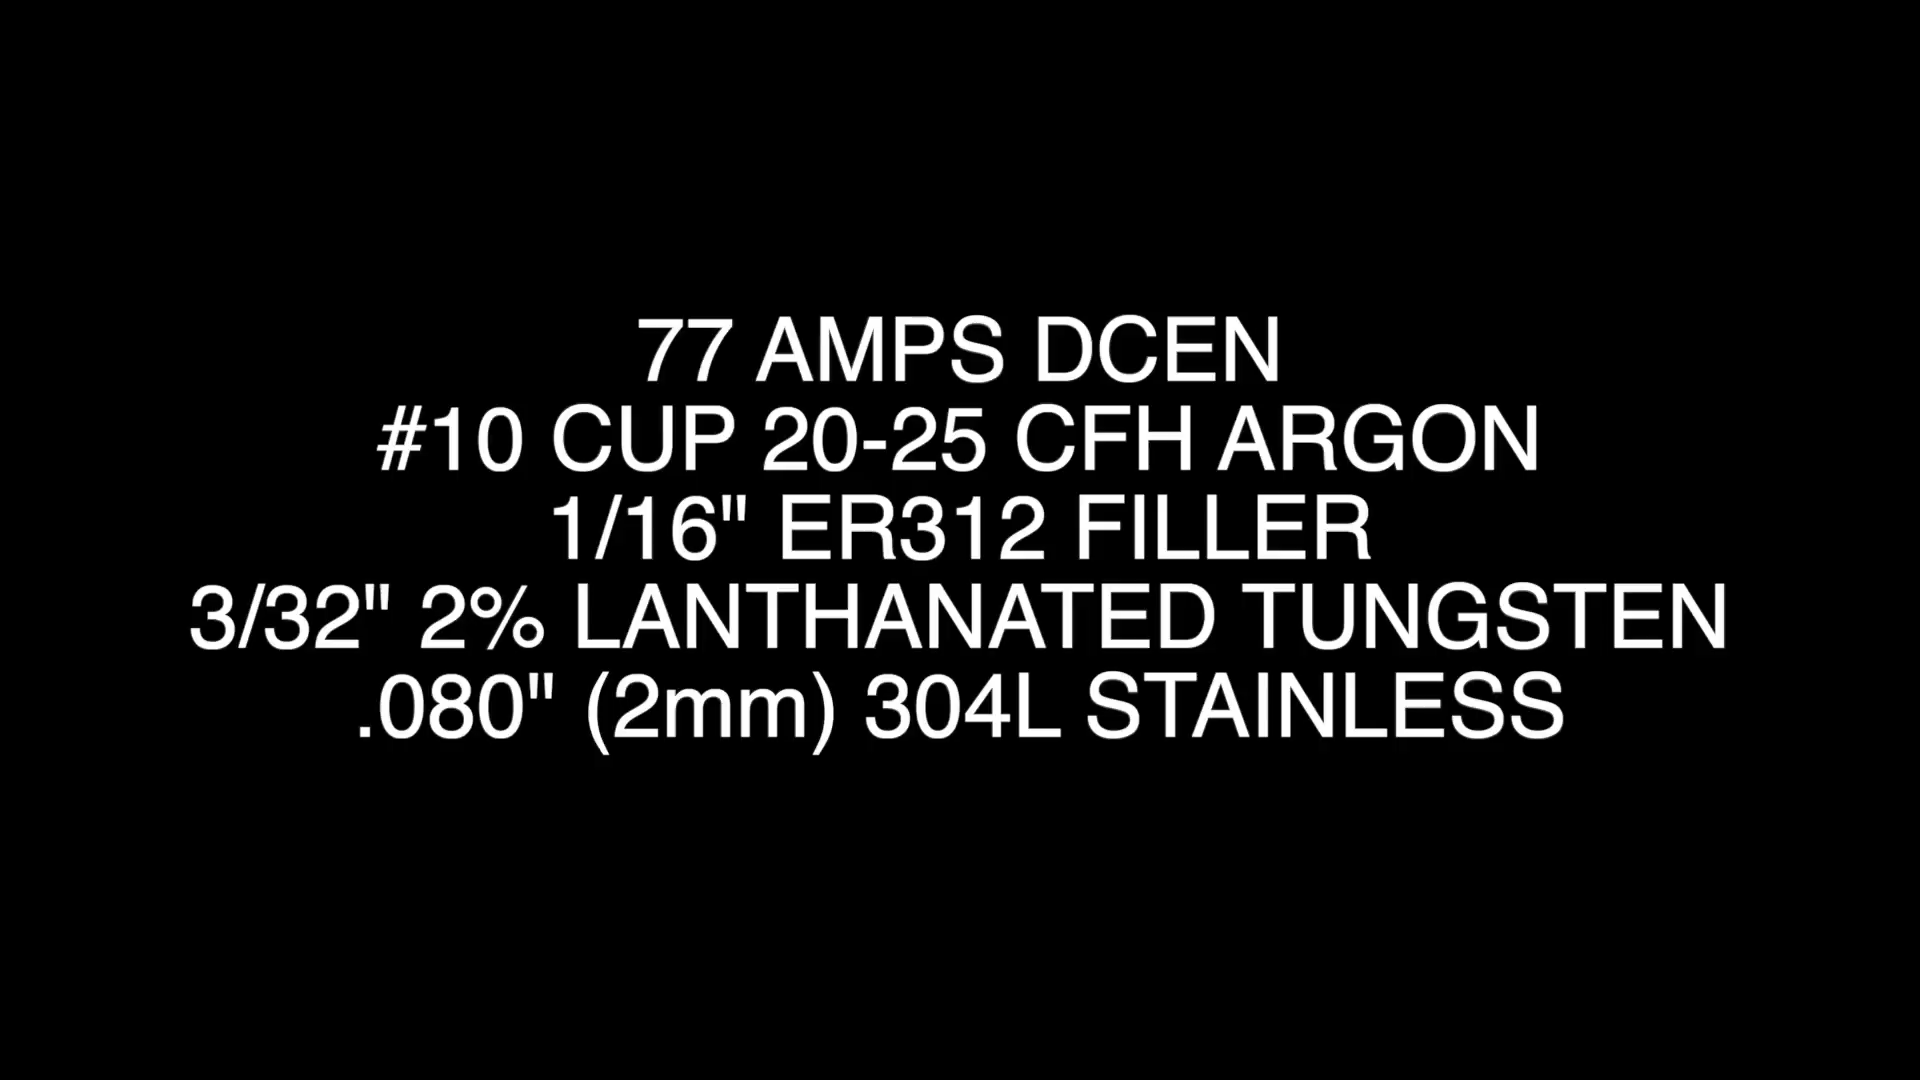 77 AMPS DCEN
#10 CUP 20-25 CFH ARGON
1/16" ER312 FILLER
3/32" 2% LANTHANATED TUNGSTEN
.080" (2mm) 304L STAINLESS